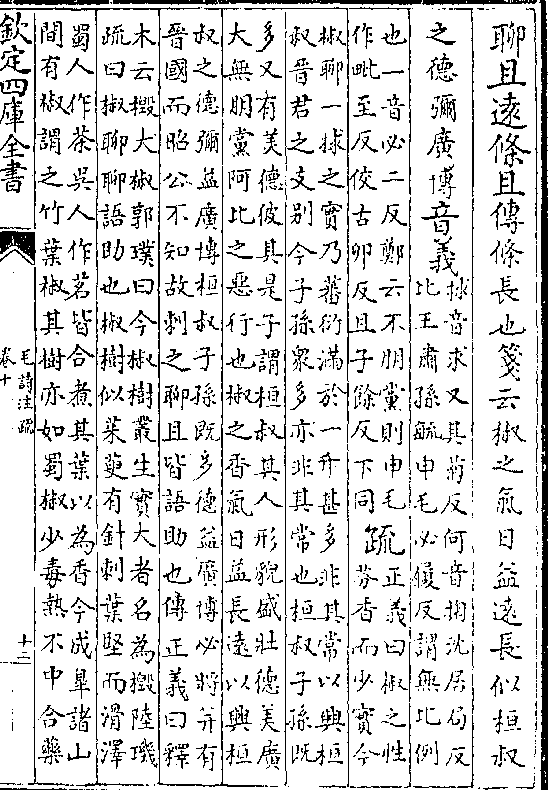 聊且遠條且傳條長也箋云椒之氣日益遠長似桓叔
之德彌廣博音義
捄音求又其菊反何音掬沈居局反
比王肅孫毓申毛必履反謂無比例
也一音必二反鄭云不朋黨則申毛
作毗至反佼古卯反且子餘反下同
疏
正義曰椒之性
芬香而少實今
椒聊一捄之實乃蕃衍滿於一升甚多非其常以興桓
叔晉君之支别今子孫衆多亦非其常也桓叔子孫既
多又有美德彼其是子謂桓叔其人形貌盛壯德美廣
大無朋黨阿比之惡行也椒之香氣日益長遠以興桓
叔之德彌益廣博桓叔子孫既多德益廣博必將并有
晉國而昭公不知故刺之聊且皆語助也傳正義曰釋
木云檓大椒郭璞曰今椒樹叢生實大者名為檓陸璣
疏曰椒聊聊語助也椒樹似茱萸有針刺葉堅而滑澤
蜀人作茶吳人作茗皆合煮其葉以為香今成臯諸山
間有椒謂之竹葉椒其樹亦如蜀椒少毒熱不中合藥
欽定四庫全書
毛詩注疏
卷十
十二